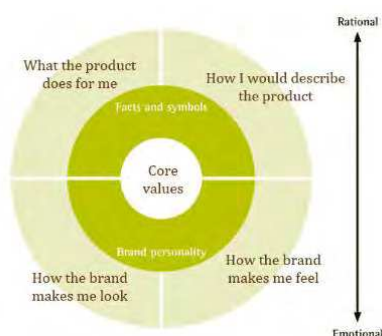 Rational
What the product
does for me
How I would describe
the product
Facts and symbols
Core
values
Brand personality
How the brand
makes me look
How the brand
makes me feel
Emotional